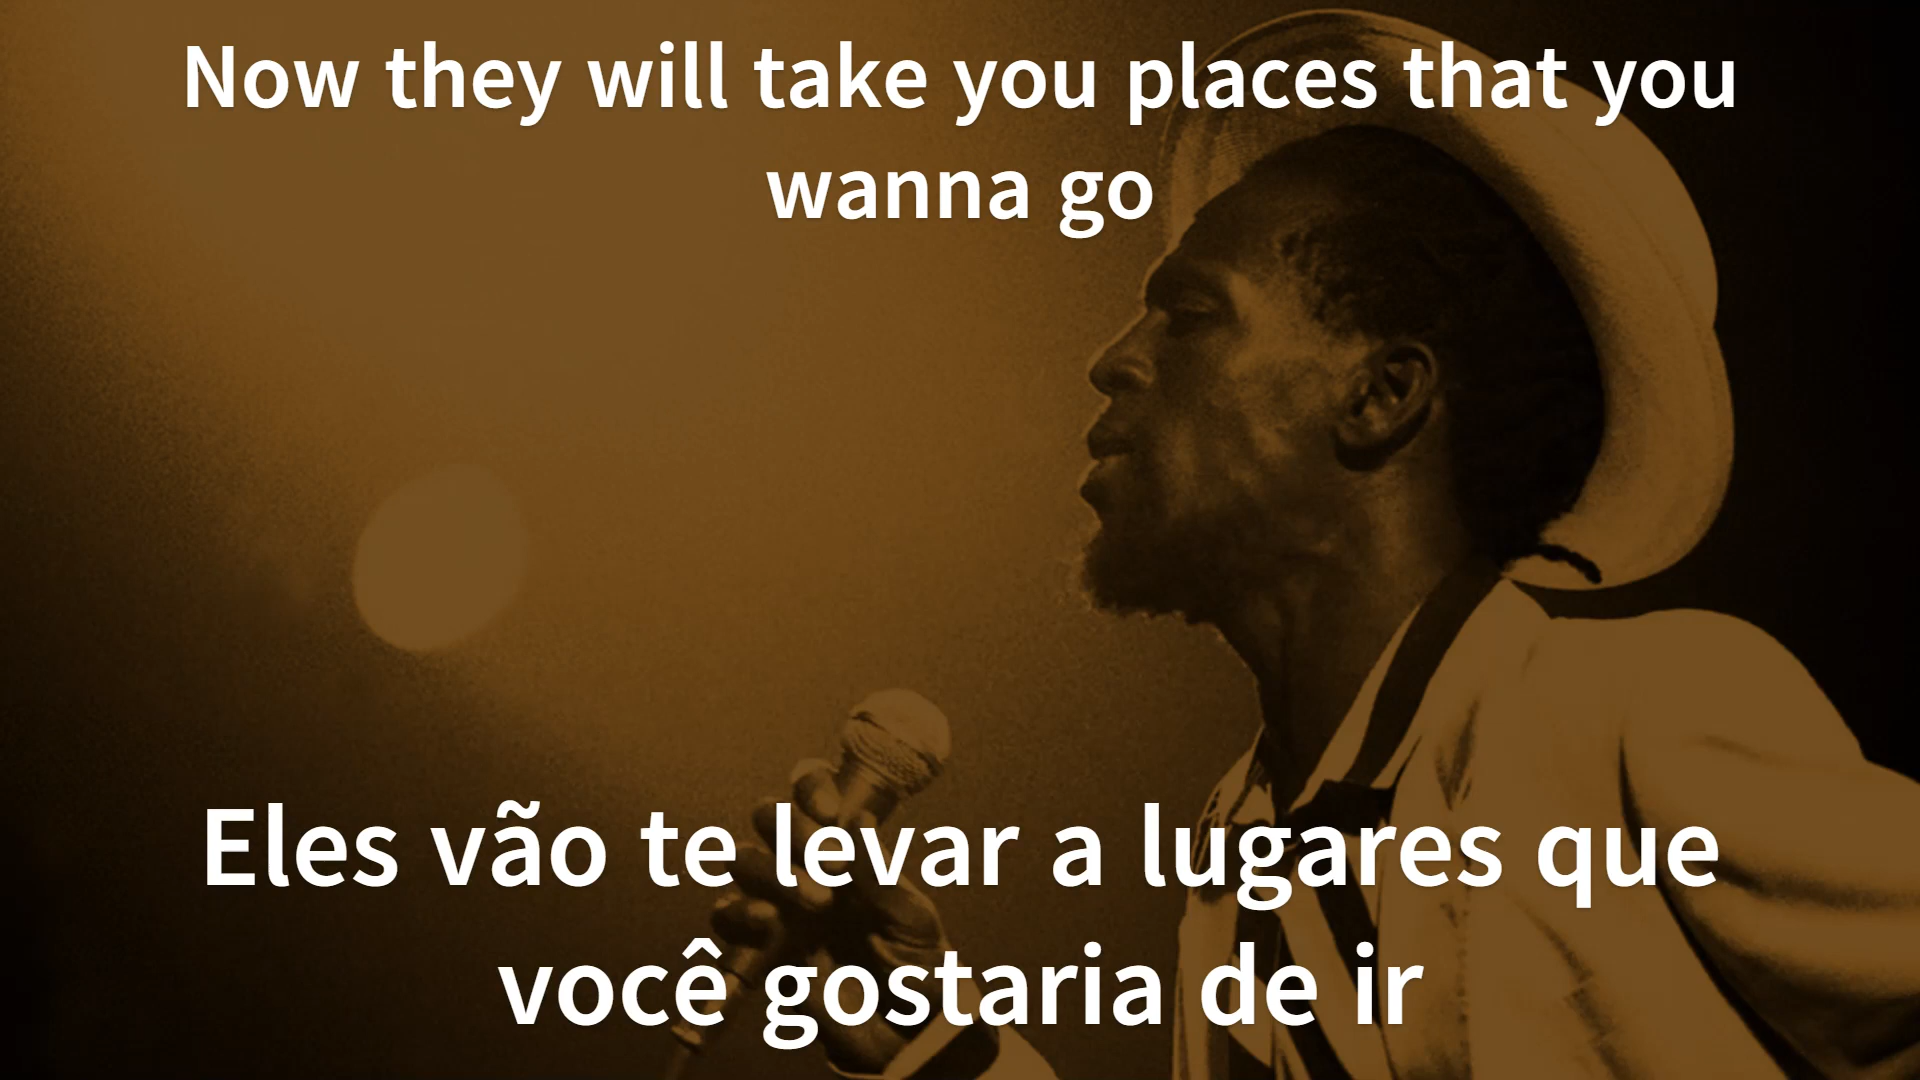 Now they will take you places that you
wanna go
Eles vão te levar a lugares que
você gostaria de ir